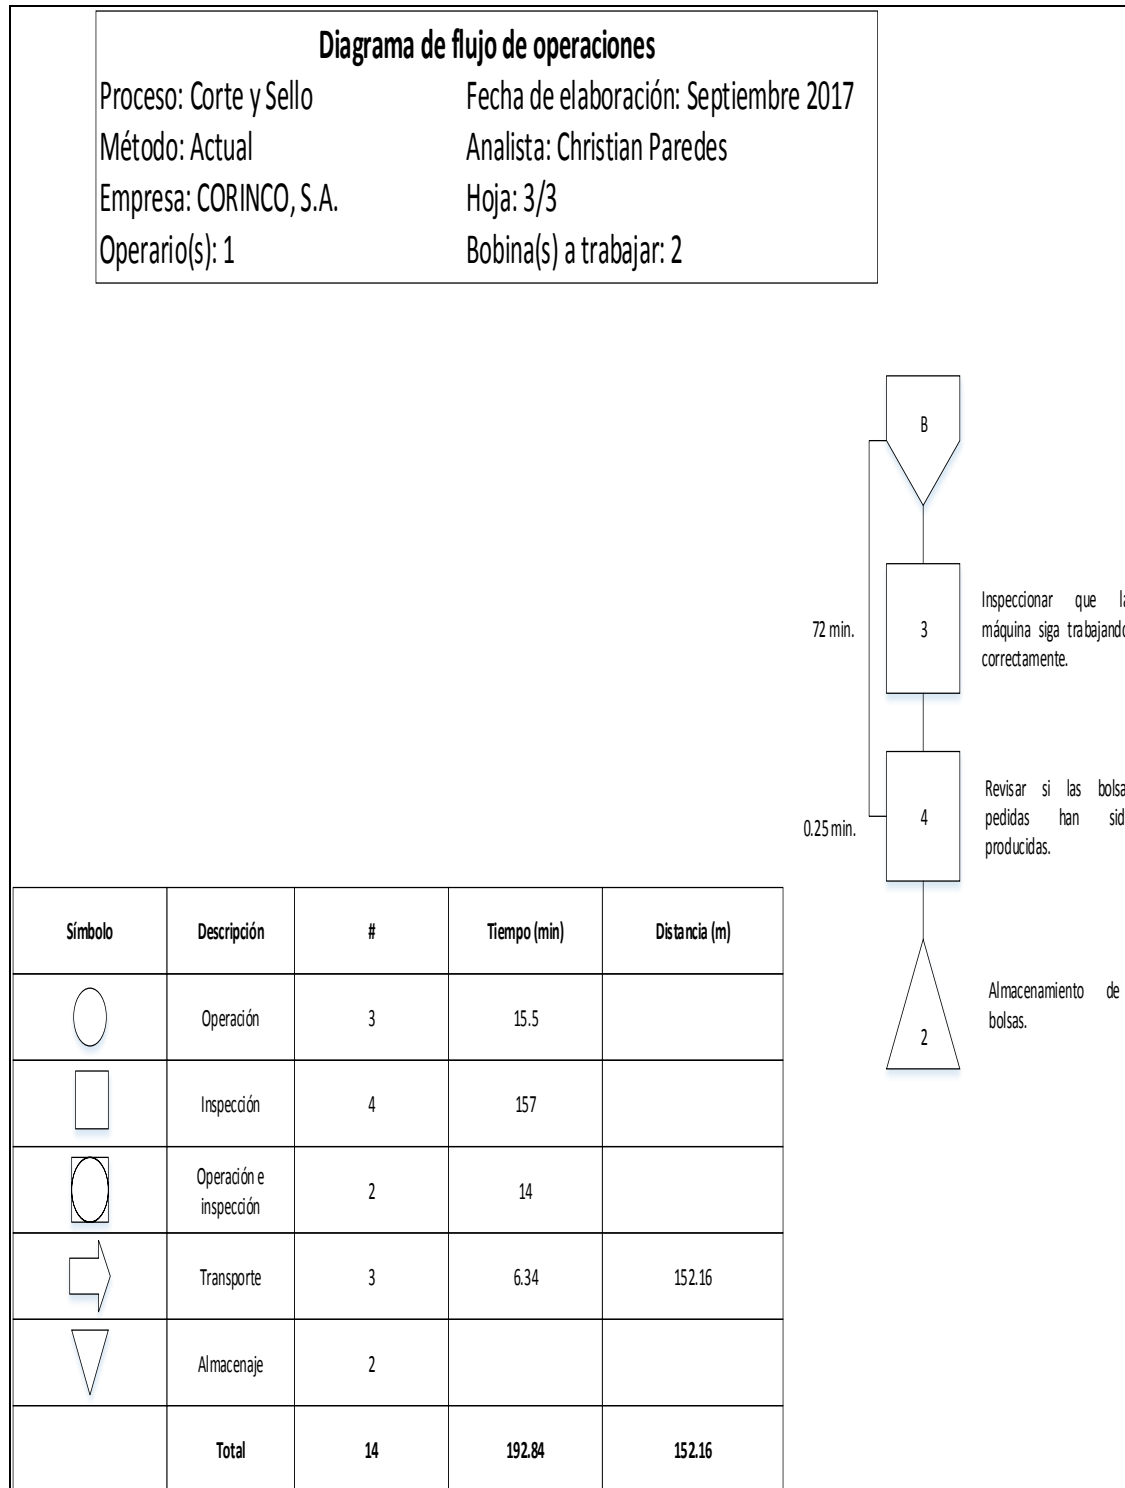 Diagrama de flujo de operaciones
Proceso: Corte y Sello Fecha de elaboración: Septiembre 2017
Método: Actual Analista: Christian Paredes
Empresa: CORINCO, S.A. Hoja: 3/3
Operario(s): 1 Bobina(s) a trabajar: 2
B
72 min.
3
Inspeccionar que la
máquina siga trabajando
correctamente.
0.25 min.
4
Revisar si las bolsa
pedidas han sid
producidas.
2
Almacenamiento de
bolsas.
Símbolo Descripción # Tiempo (min) Distancia (m)
Operación 3 15.5
Inspección 4 157
Operación e
inspección 2 14
Transporte 3 6.34 152.16
Almacenaje 2
Total 14 192.84 152.16